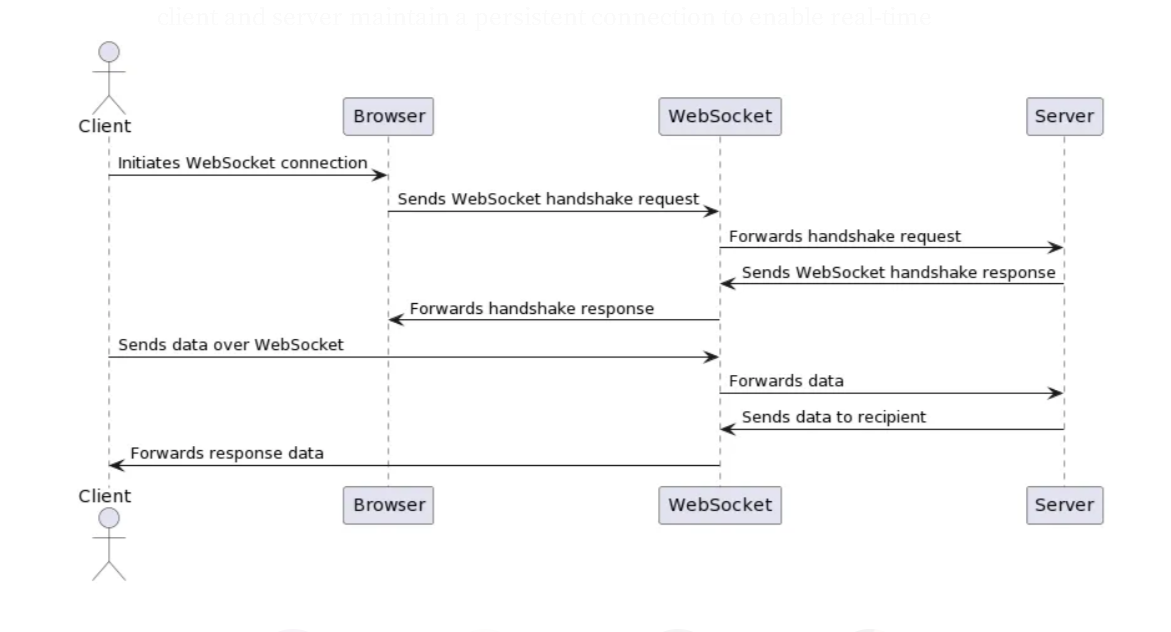 client and server maintain a persistent connection to enable real-time
Client
Browser
WebSocket
Server
Initiates WebSocket connection
Sends WebSocket handshake request
Forwards handshake request
Sends WebSocket handshake response
Forwards handshake response
Sends data over WebSocket
Forwards data
Sends data to recipient
Forwards response data
Client
Browser
WebSocket
Server